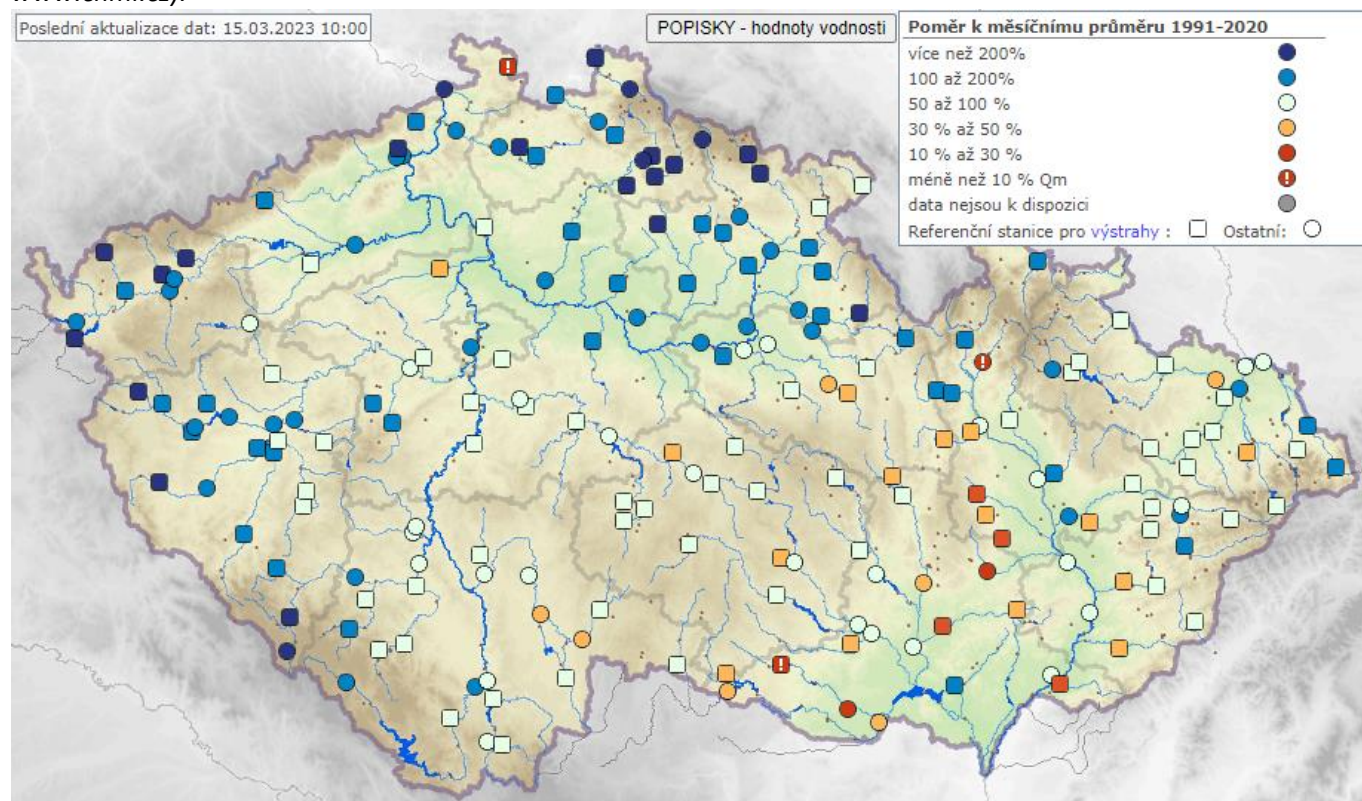 Poslední aktualizace dat: 15.03.2023 10:00
POPISKY - hodnoty vodnosti
Poměr k měsíčnímu průměru 1991-2020
více než 200%
100 až 200%
50 až 100 %
30 % až 50 %
10 % až 30 %
méně než 10 % Qm
data nejsou k dispozici
Referenční stanice pro výstrahy : Ostatní: